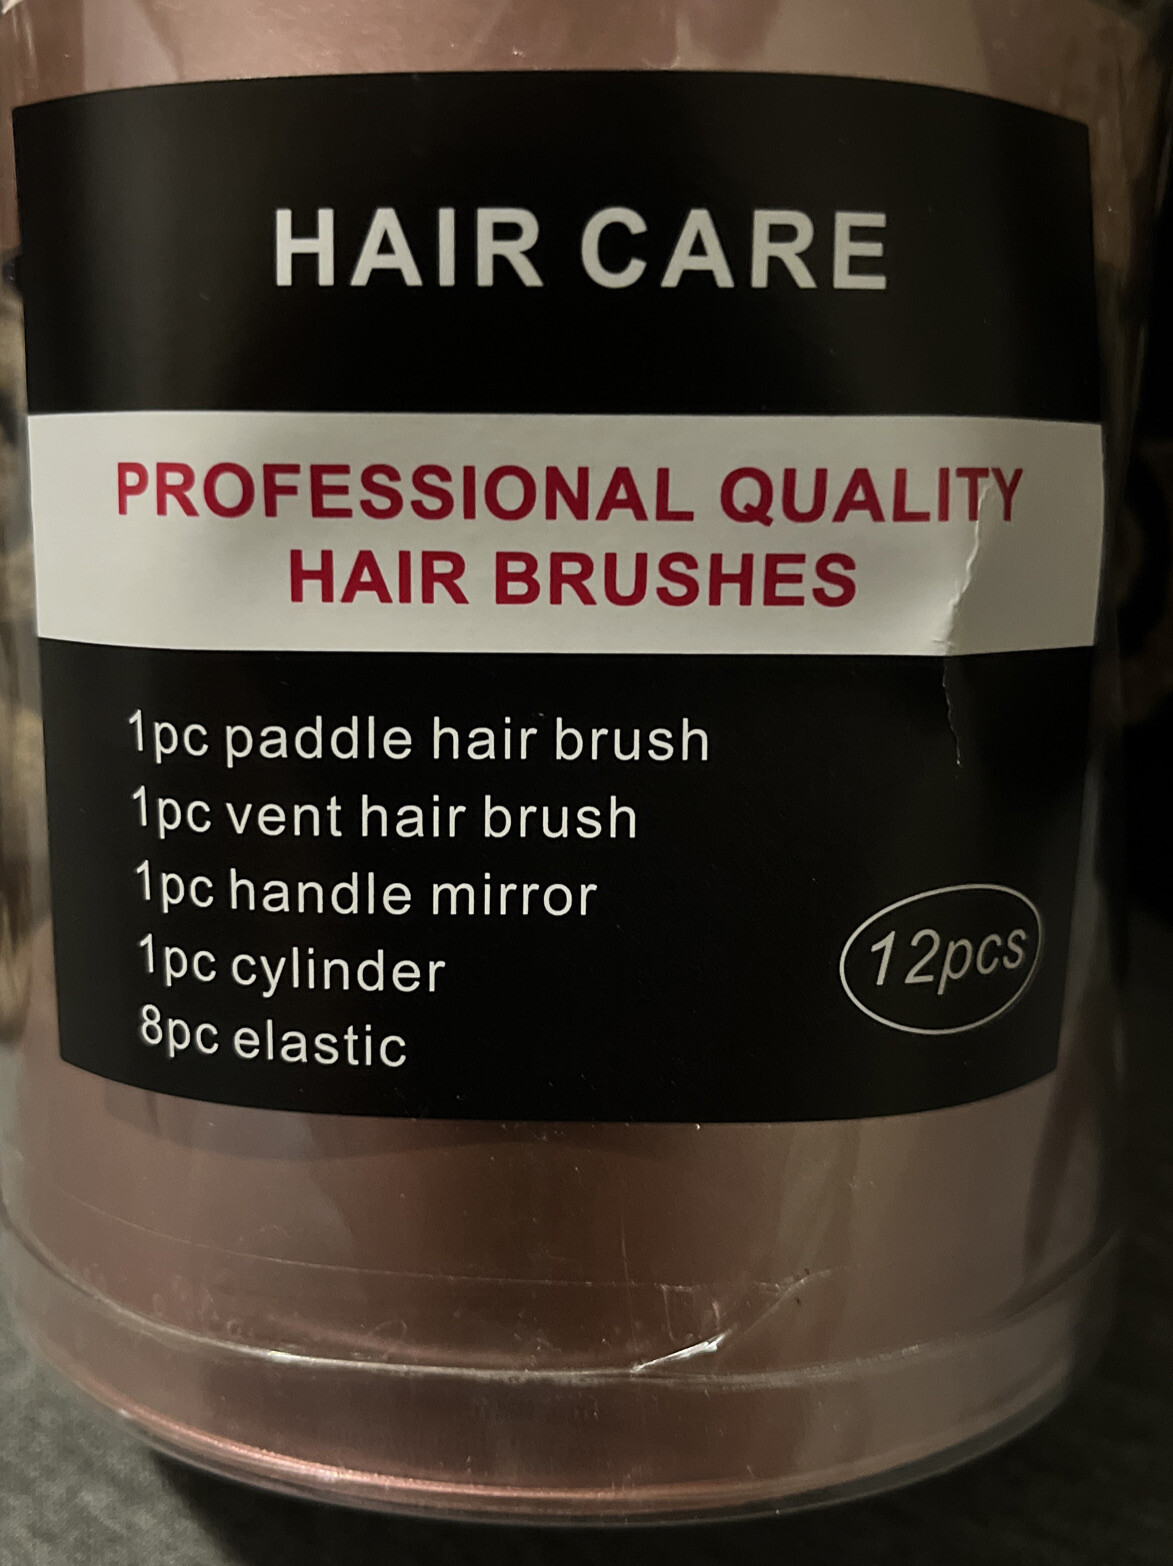 HAIR CARE
PROFESSIONAL QUALITY
HAIR BRUSHES
1pc paddle hair brush
1pc vent hair brush
1pc handle mirror
1pc cylinder
8pc elastic
12pcs